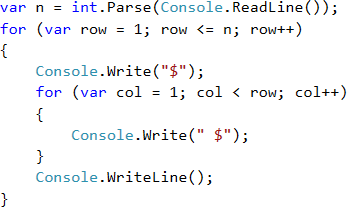 var n = int.Parse(Console.ReadLine());
for (var row = 1; row <= n; row++)
{
    Console.Write("$");
    for (var col = 1; col < row; col++)
    {
        Console.Write(" $");
    }
    Console.WriteLine();
}